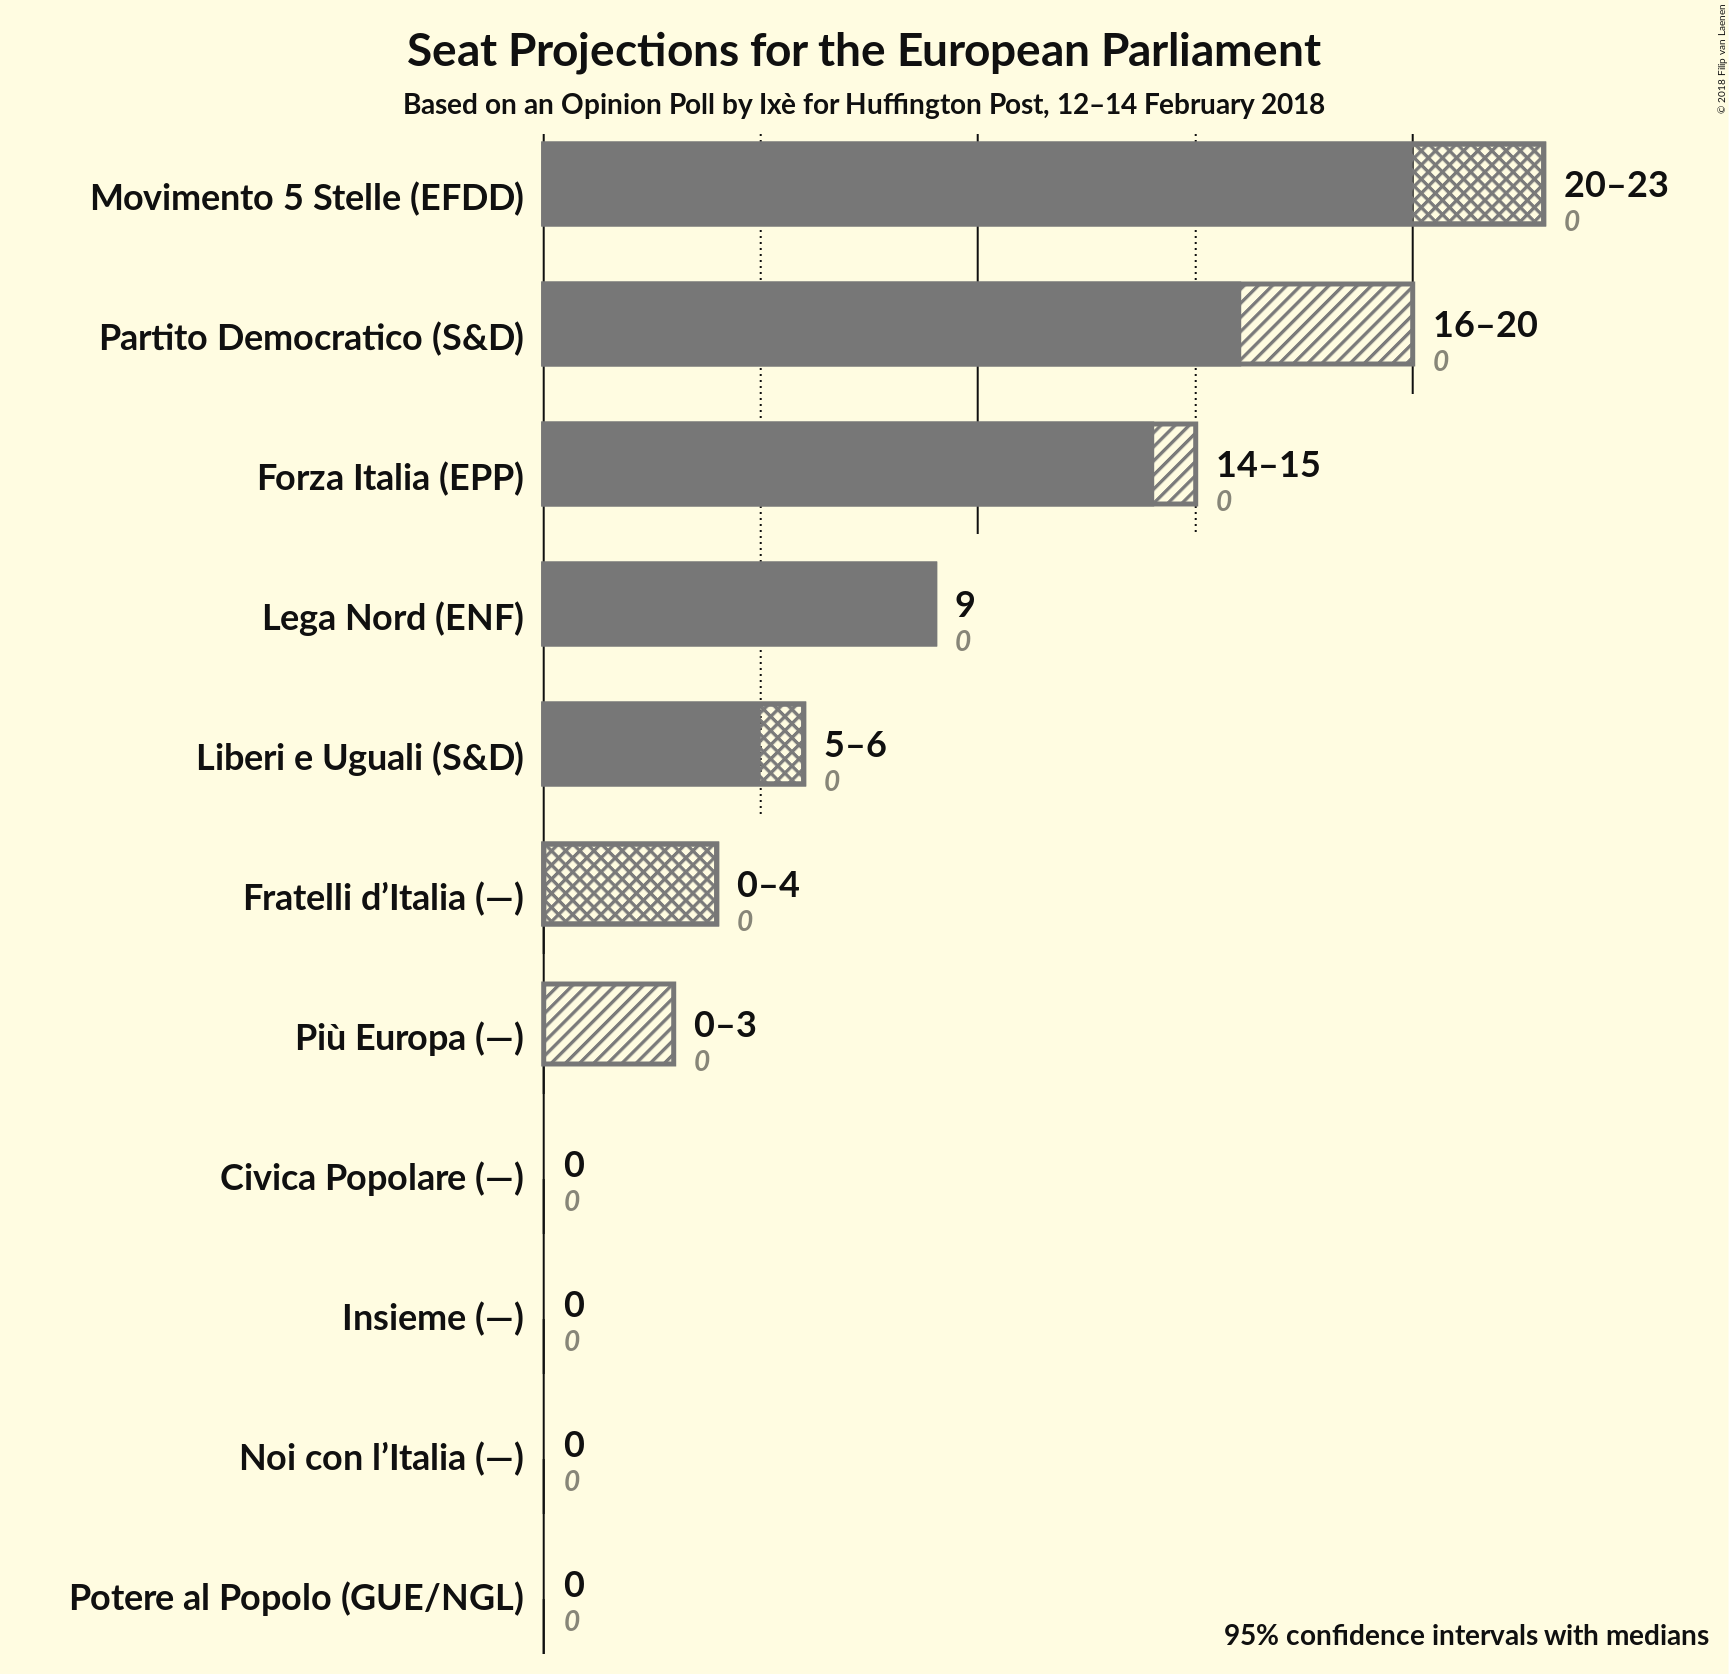 Seat Projections for the European Parliament
Based on an Opinion Poll by Ixè for Huffington Post, 12–14 February 2018
© 2018 Filip van Laenen
Movimento 5 Stelle (EFDD)
20–23
0
Partito Democratico (S&D)
16–20
0
Forza Italia (EPP)
14–15
0
Lega Nord (ENF)
9
0
Liberi e Uguali (S&D)
5–6
0
Fratelli d’Italia (—)
0–4
0
Più Europa (—)
0–3
0
Civica Popolare (—)
0
0
Insieme (—)
0
0
Noi con l’Italia (—)
0
0
Potere al Popolo (GUE/NGL)
0
0
95% confidence intervals with medians